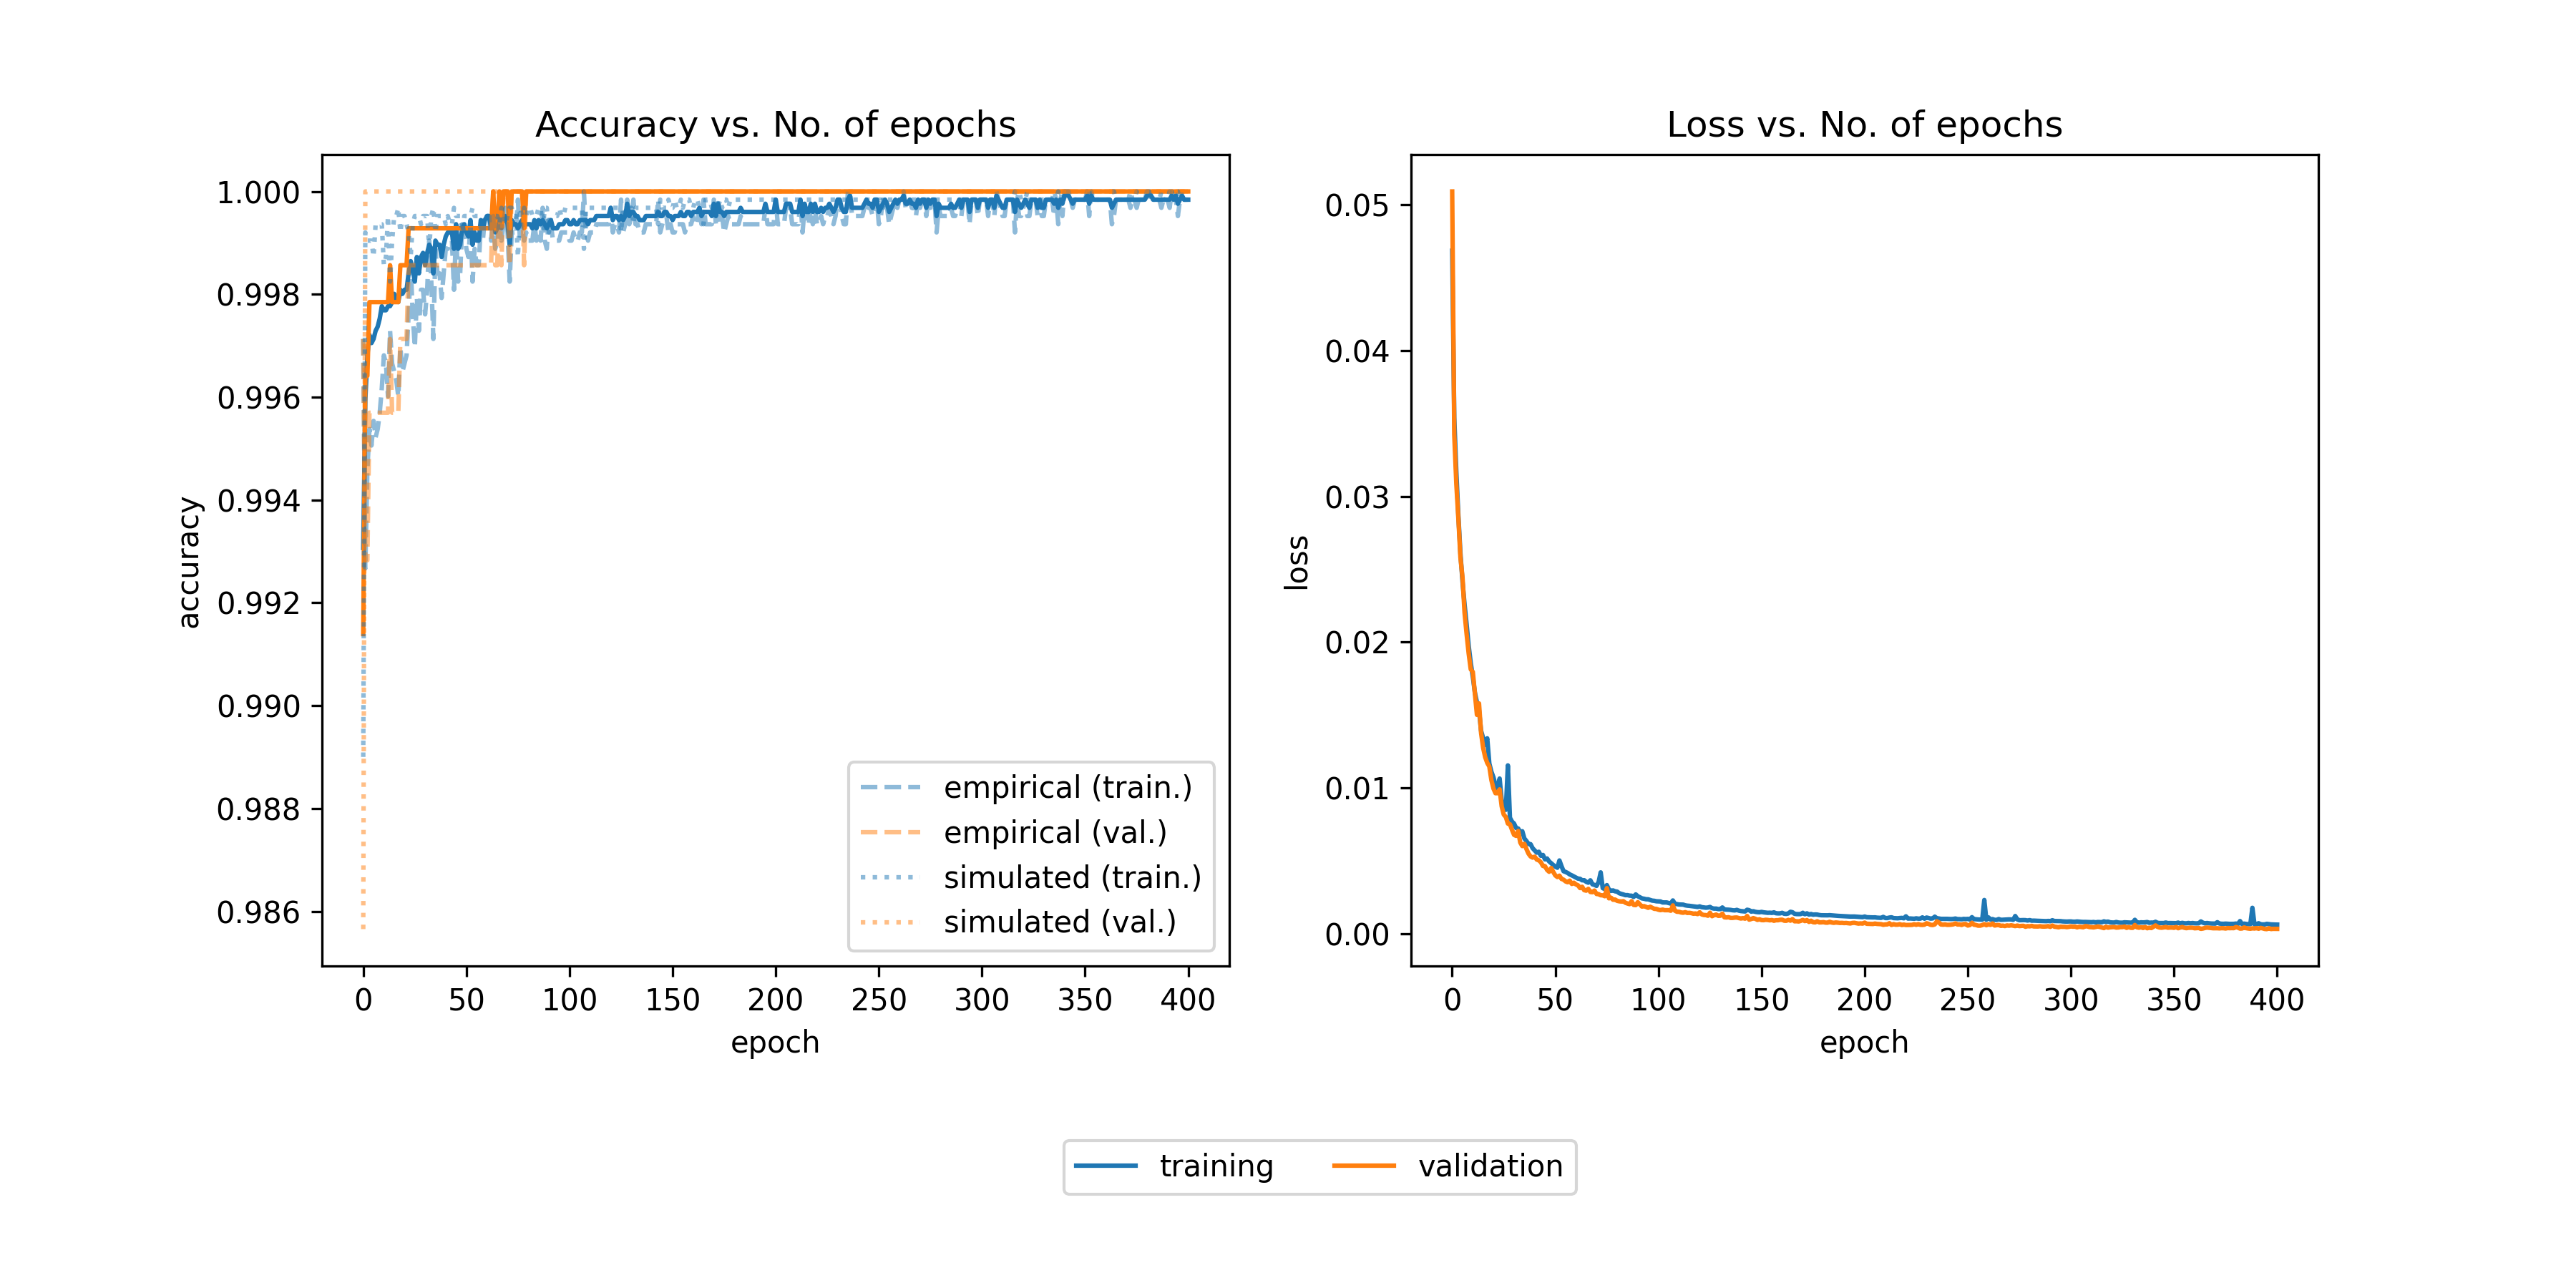 Accuracy vs. No. of epochs
1.000
0.998
0.996
0.994
0.992
0.990
0.988
0.986
accuracy
0 50 100 150 200 250 300 350 400
epoch
empirical (train.)
empirical (val.)
simulated (train.)
simulated (val.)
Loss vs. No. of epochs
0.05
0.04
0.03
0.02
0.01
0.00
loss
0 50 100 150 200 250 300 350 400
epoch
training validation